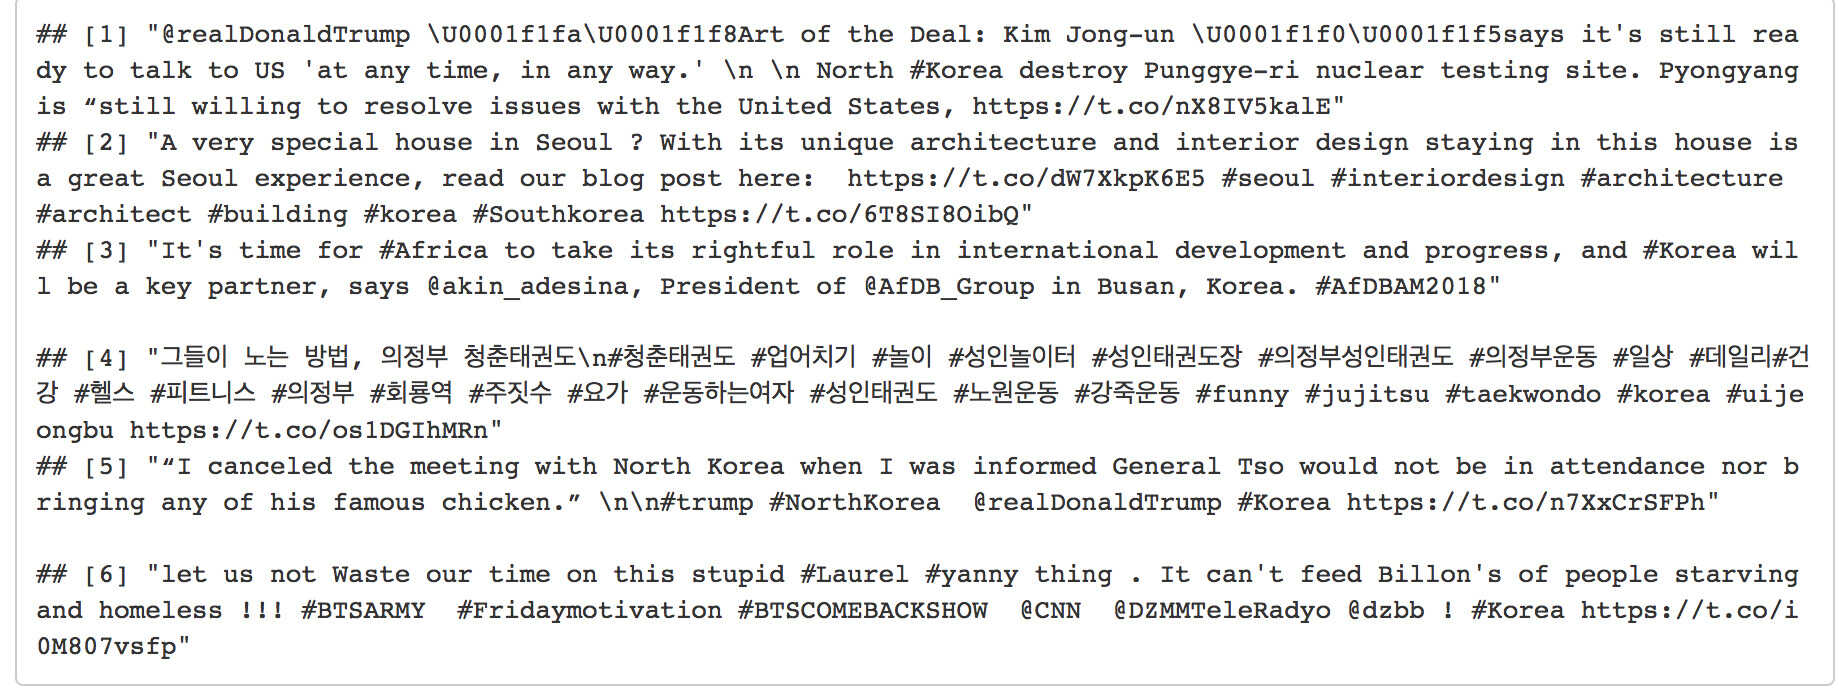 ## [1] "@realDonaldTrump \U0001f1fa\U0001f1f8Art of the Deal: Kim Jong-un \U0001f1f0\U0001f1f5says it's still rea
dy to talk to US 'at any time, in any way.' \n \n North #Korea destroy Punggye-ri nuclear testing site. Pyongyang
is “still willing to resolve issues with the United States, https://t.co/nX8IV5kalE"
## [2] "A very special house in Seoul ? With its unique architecture and interior design staying in this house is
a great Seoul experience, read our blog post here:  https://t.co/dW7XkpK6E5 #seoul #interiordesign #architecture
#architect #building #korea #Southkorea https://t.co/6T8SI8OibQ"
## [3] "It's time for #Africa to take its rightful role in international development and progress, and #Korea wil
l be a key partner, says @akin_adesina, President of @AfDB_Group in Busan, Korea. #AfDBAM2018"
## [4] "그들이 노는 방법, 의정부 청춘태권도\n#청춘태권도 #업어치기 #놀이 #성인놀이터 #성인태권도장 #의정부성인태권도 #의정부운동 #일상 #데일리#건
강 #헬스 #피트니스 #의정부 #회룡역 #주짓수 #요가 #운동하는여자 #성인태권도 #노원운동 #강죽운동 #funny #jujitsu #taekwondo #korea #uije
ongbu https://t.co/os1DGIhMRn"
## [5] "“I canceled the meeting with North Korea when I was informed General Tso would not be in attendance nor b
ringing any of his famous chicken.” \n\n#trump #NorthKorea  @realDonaldTrump #Korea https://t.co/n7XxCrSFPh"
## [6] "let us not Waste our time on this stupid #Laurel #yanny thing . It can't feed Billon's of people starving
and homeless !!! #BTSARMY  #Fridaymotivation #BTSCOMEBACKSHOW  @CNN  @DZMMTeleRadyo @dzbb ! #Korea https://t.co/i
0M807vsfp"